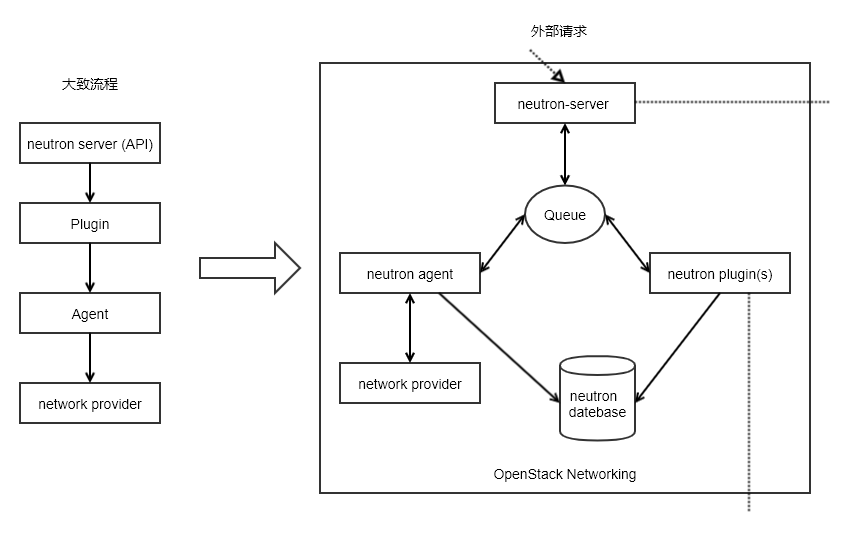 大致流程
neutron server (API)
Plugin
Agent
network provider
外部请求
neutron-server
Queue
neutron agent
neutron plugin(s)
network provider
neutron
datebase
OpenStack Networking